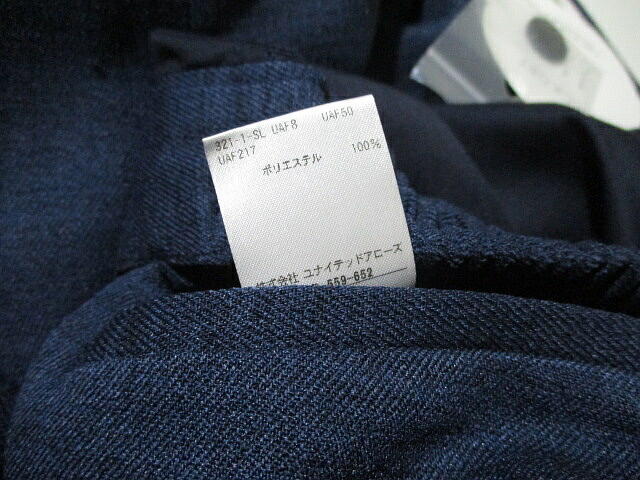 321-1-SL UAF8 UAF50
UAF217
ポリエステル 100%
株式会社 ユナイテッドアローズ
559-652